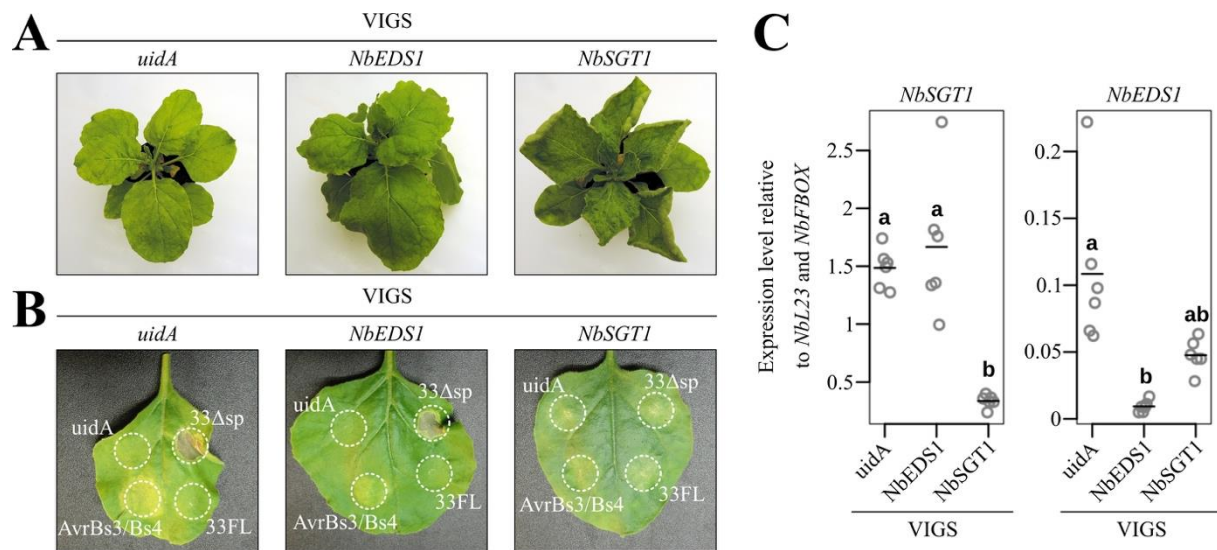 A
VIGS
uidA
NbEDS1
NbSGT1
B
VIGS
uidA
NbEDS1
NbSGT1
uidA
33Δsp
AvrBs3/Bs4
33FL
uidA
33Δsp
AvrBs3/Bs4
33FL
uidA
33Δsp
AvrBs3/Bs4
33FL
C
Expression level relative
to NbL23 and NbFBOX
NbSGT1
2.5
2
1.5
1
0.5
a
a
b
uidA
NbEDS1
NbSGT1
VIGS
NbEDS1
0.2
0.15
0.1
0.05
0
a
b
ab
uidA
NbEDS1
NbSGT1
VIGS